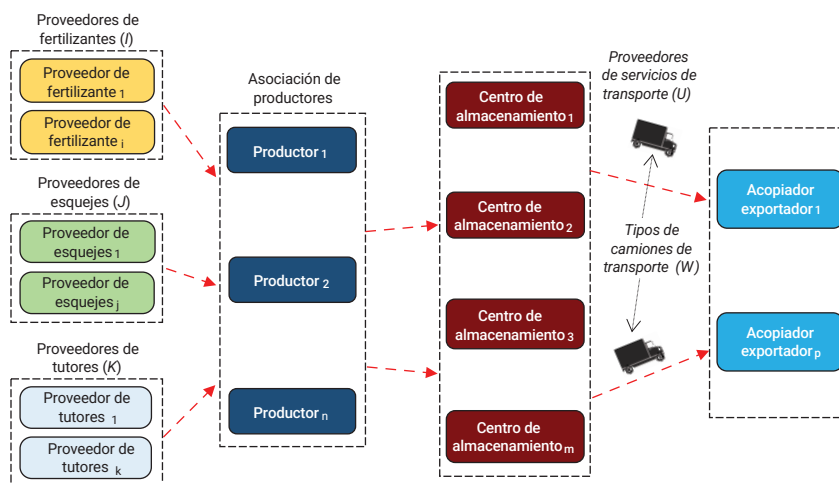 Proveedores de
fertilizantes (I)
Proveedor de
fertilizante 1
Proveedor de
fertilizante i
Proveedores de
esquejes (J)
Proveedor de
esquejes 1
Proveedor de
esquejes j
Proveedores de
tutores (K)
Proveedor de
tutores 1
Proveedor de
tutores k
Asociación de
productores
Productor 1
Productor 2
Productor n
Centro de
almacenamiento 1
Centro de
almacenamiento 2
Centro de
almacenamiento 3
Centro de
almacenamiento m
Proveedores
de servicios de
transporte (U)
Tipos de
camiones de
transporte (W)
Acopiador
exportador 1
Acopiador
exportador p